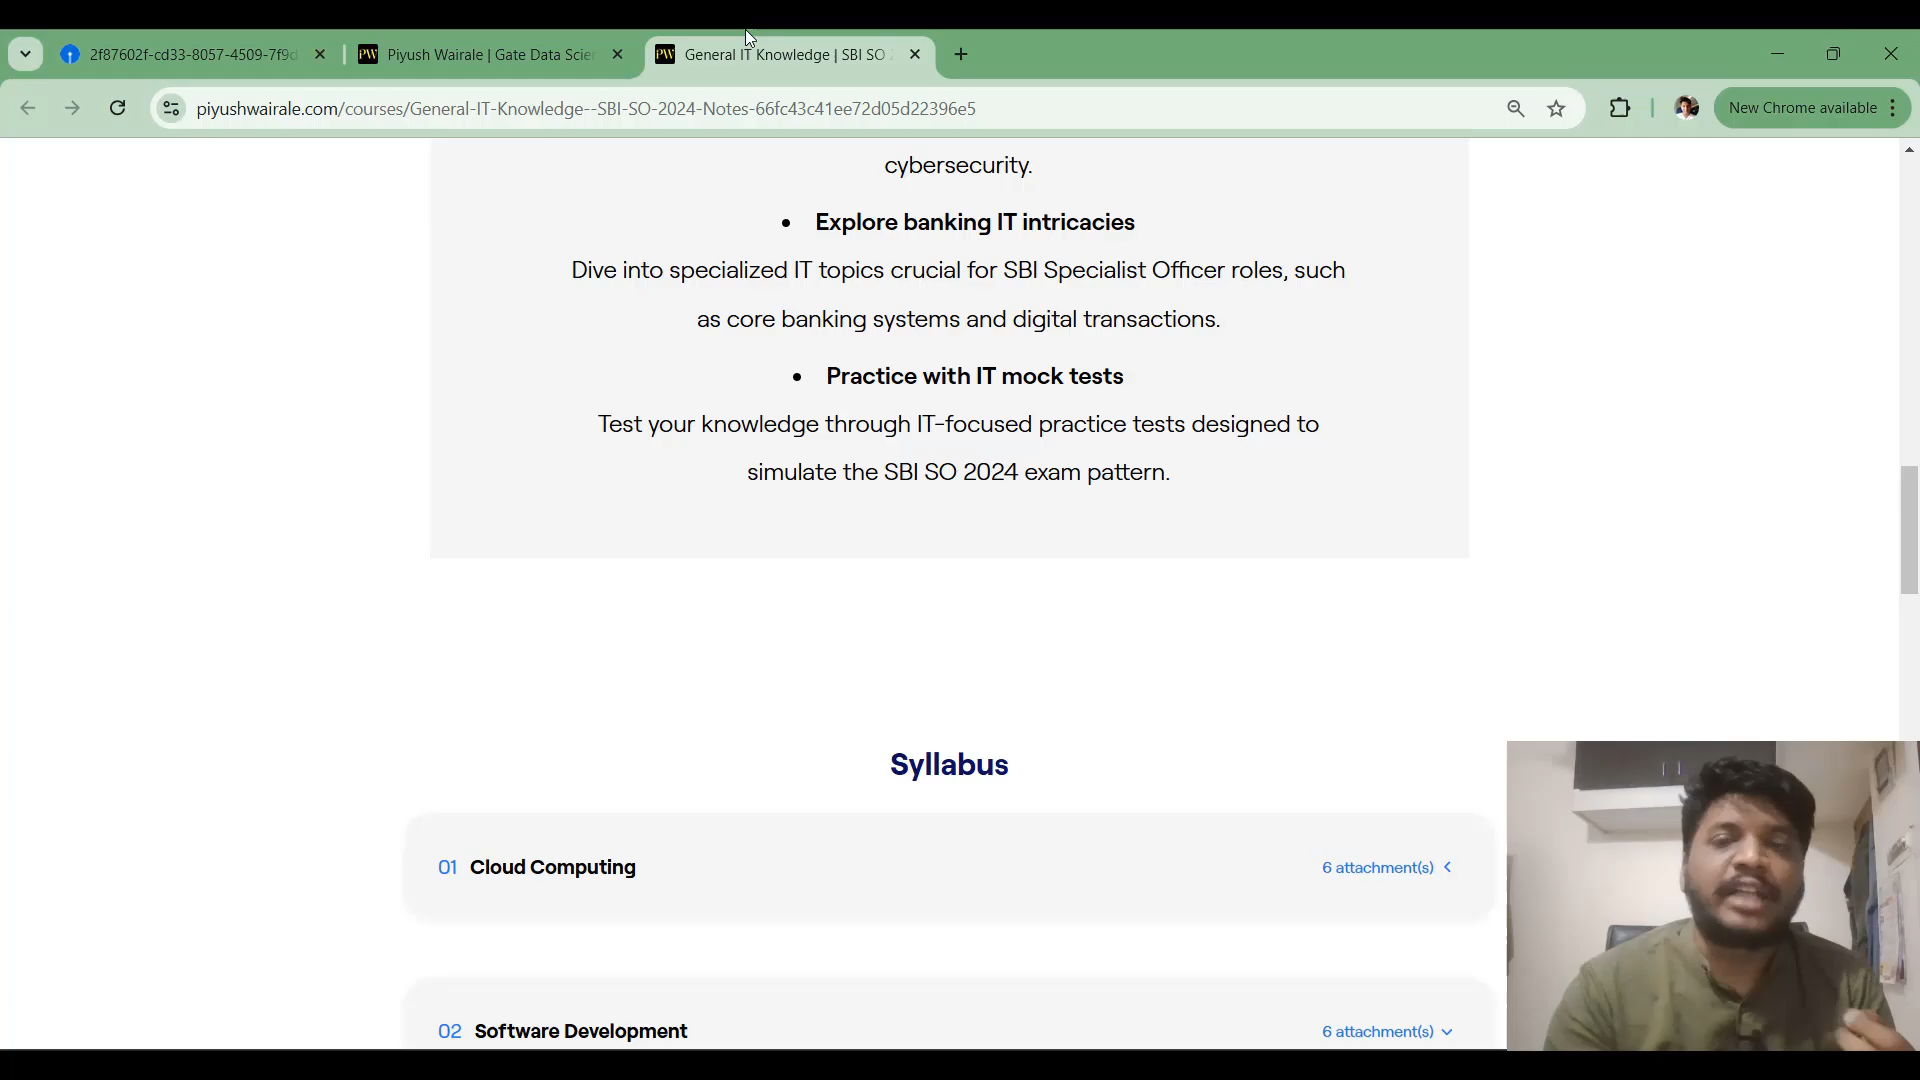 2f87602f-cd33-8057-4509-7f9d
PW
Piyush Wairale | Gate Data Scien
PW
General IT Knowledge | SBI SO 2
piyushwairale.com/courses/General-IT-Knowledge--SBI-SO-2024-Notes-66fc43c41ee72d05d22396e5
New Chrome available
cybersecurity.
• Explore banking IT intricacies
Dive into specialized IT topics crucial for SBI Specialist Officer roles, such
as core banking systems and digital transactions.
• Practice with IT mock tests
Test your knowledge through IT-focused practice tests designed to
simulate the SBI SO 2024 exam pattern.
Syllabus
01 Cloud Computing
6 attachment(s)
02 Software Development
6 attachment(s)